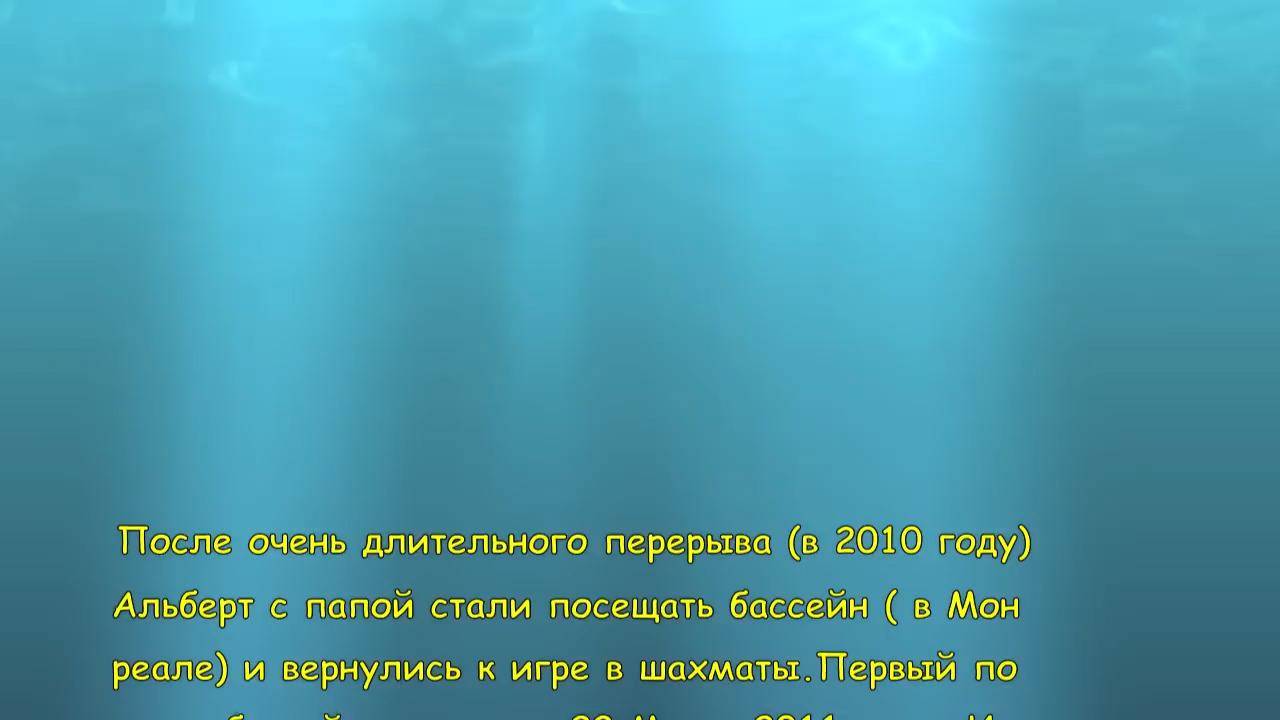 После очень длительного перерыва (в 2010 году)
Альберт с папой стали посещать бассейн ( в Мон
реале) и вернулись к игре в шахматы.Первый по